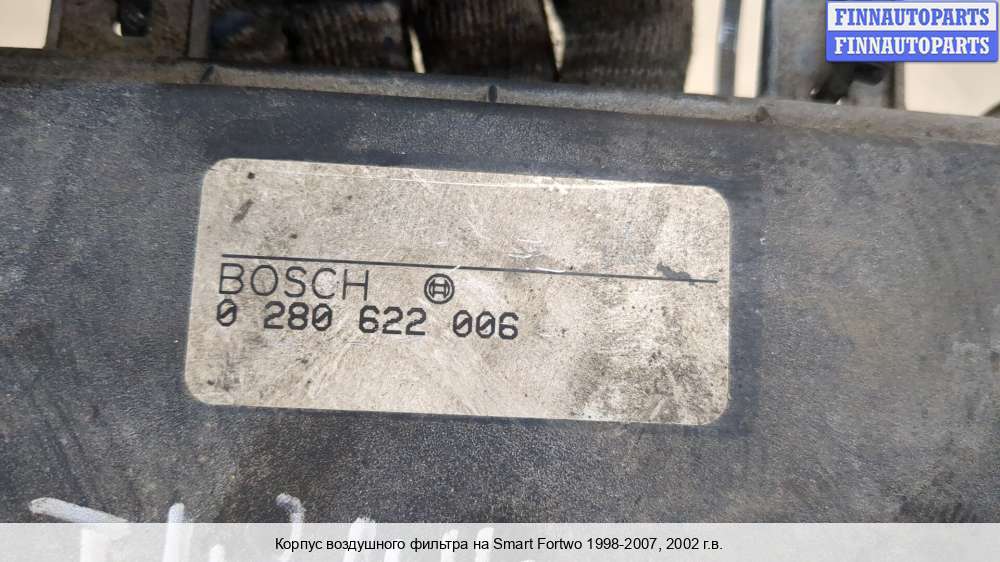 FINNAUTOPARTS
FINNAUTOPARTS
BOSCH
0 280 622 006
Корпус воздушного фильтра на Smart Fortwo 1998-2007, 2002 г.в.